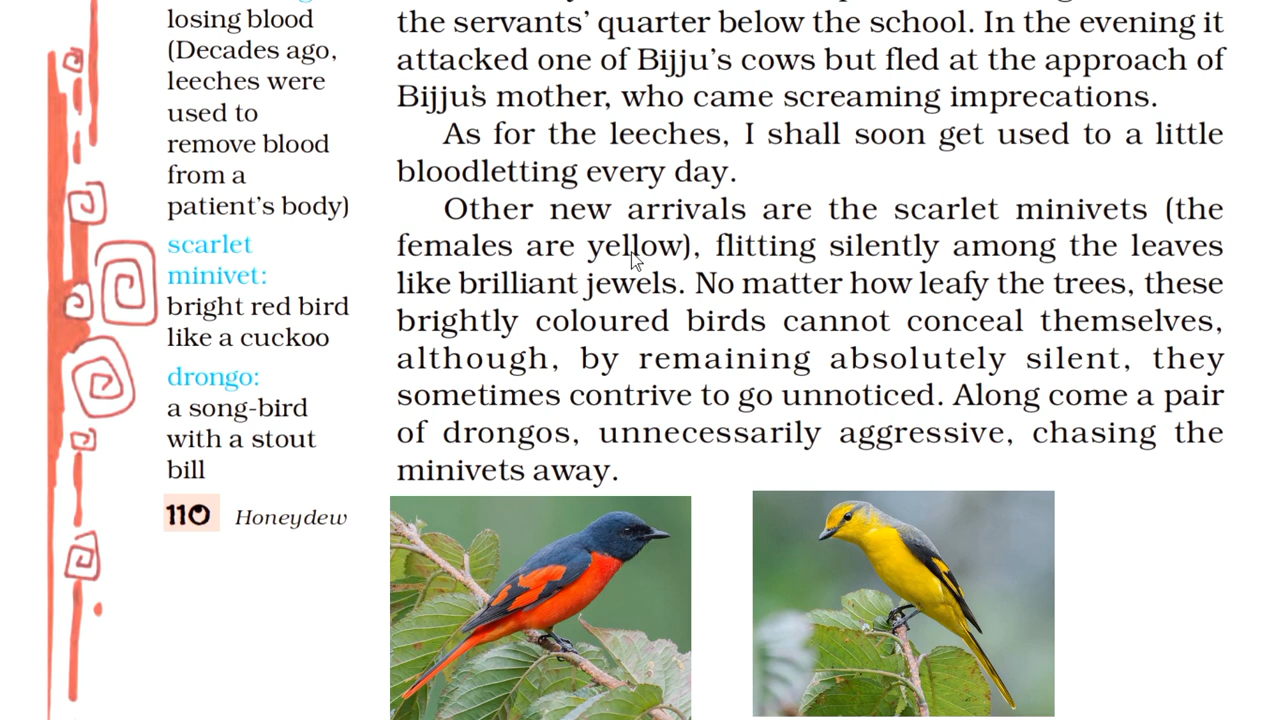 losing blood
(Decades ago,
leeches were
used to
remove blood
from a
patient's body)
scarlet
minivet:
bright red bird
like a cuckoo
drongo:
a song-bird
with a stout
bill
110 Honeydew
the servants' quarter below the school. In the evening it
attacked one of Bijju's cows but fled at the approach of
Bijju's mother, who came screaming imprecations.
As for the leeches, I shall soon get used to a little
bloodletting every day.
Other new arrivals are the scarlet minivets (the
females are yellow), flitting silently among the leaves
like brilliant jewels. No matter how leafy the trees, these
brightly coloured birds cannot conceal themselves,
although, by remaining absolutely silent, they
sometimes contrive to go unnoticed. Along come a pair
of drongos, unnecessarily aggressive, chasing the
minivets away.